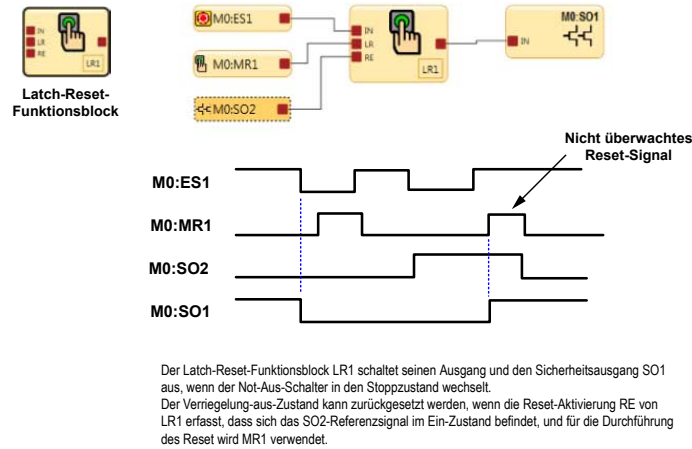 IN
LR
RE
LR1
Latch-Reset-
Funktionsblock
M0:ES1
M0:MR1
M0:SO2
IN
LR
RE
LR1
M0:SO1
IN
Nicht überwachtes
Reset-Signal
M0:ES1
M0:MR1
M0:SO2
M0:SO1
Der Latch-Reset-Funktionsblock LR1 schaltet seinen Ausgang und den Sicherheitsausgang SO1
aus, wenn der Not-Aus-Schalter in den Stoppzustand wechselt.
Der Verriegelung-aus-Zustand kann zurückgesetzt werden, wenn die Reset-Aktivierung RE von
LR1 erfasst, dass sich das SO2-Referenzsignal im Ein-Zustand befindet, und für die Durchführung
des Reset wird MR1 verwendet.